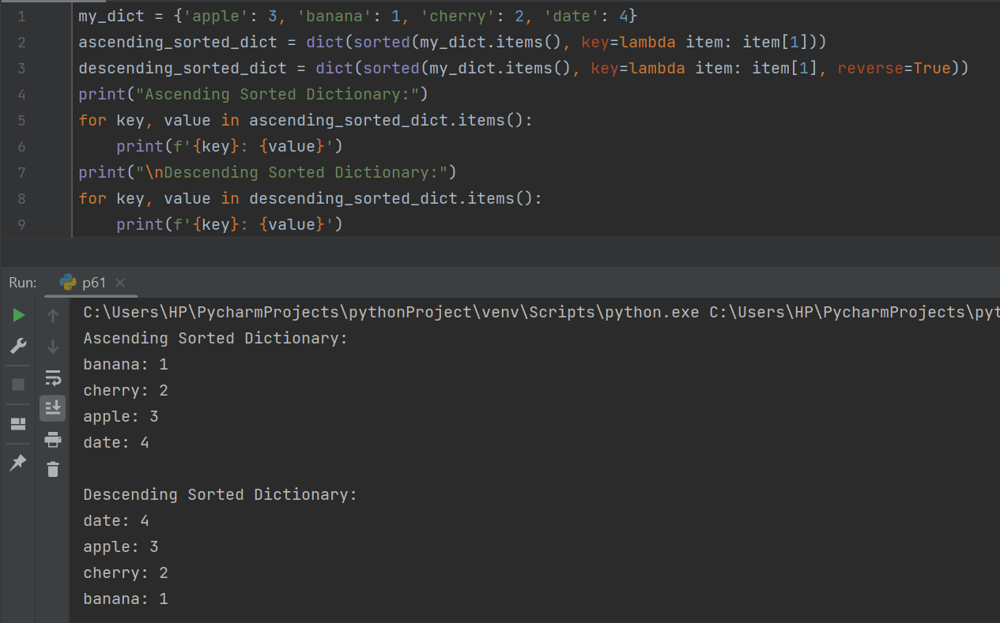 1 my_dict = {'apple': 3, 'banana': 1, 'cherry': 2, 'date': 4}
2 ascending_sorted_dict = dict(sorted(my_dict.items(), key=lambda item: item[1]))
3 descending_sorted_dict = dict(sorted(my_dict.items(), key=lambda item: item[1], reverse=True))
4 print("Ascending Sorted Dictionary:")
5 for key, value in ascending_sorted_dict.items():
6     print(f'{key}: {value}')
7 print("\nDescending Sorted Dictionary:")
8 for key, value in descending_sorted_dict.items():
9     print(f'{key}: {value}')
Run: p61
C:\Users\HP\PycharmProjects\pythonProject\venv\Scripts\python.exe C:\Users\HP\PycharmProjects\pyt
Ascending Sorted Dictionary:
banana: 1
cherry: 2
apple: 3
date: 4
Descending Sorted Dictionary:
date: 4
apple: 3
cherry: 2
banana: 1